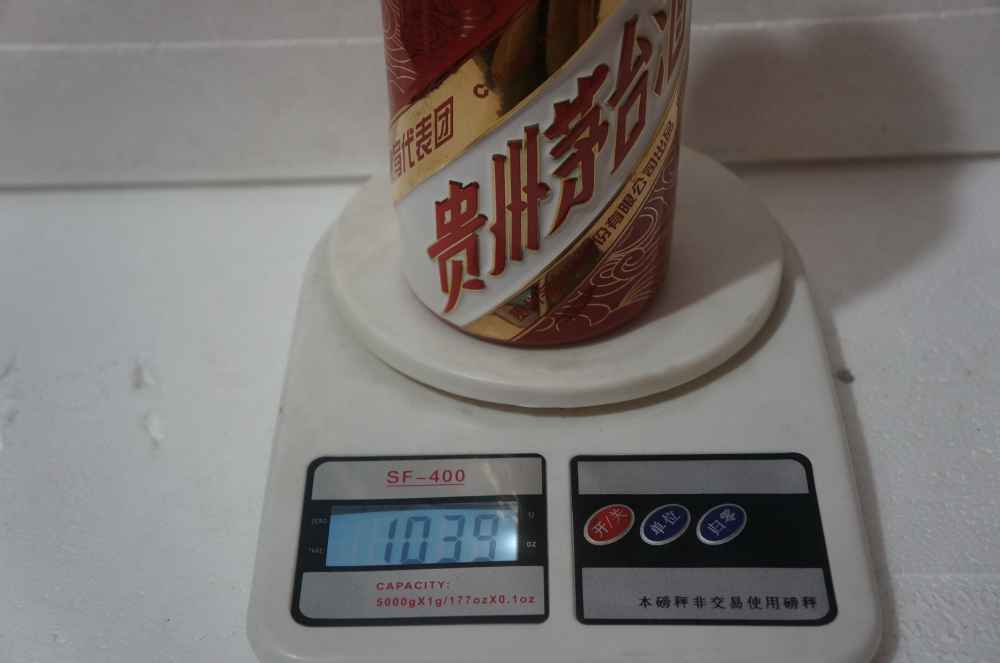 代表团
贵州茅台酒
份有限公司出品
SF-400
ZERO
1039
OZ
CAPACITY:
5000gX1g/177ozX0.1oz
开/关
单位
归零
本磅秤非交易使用磅秤